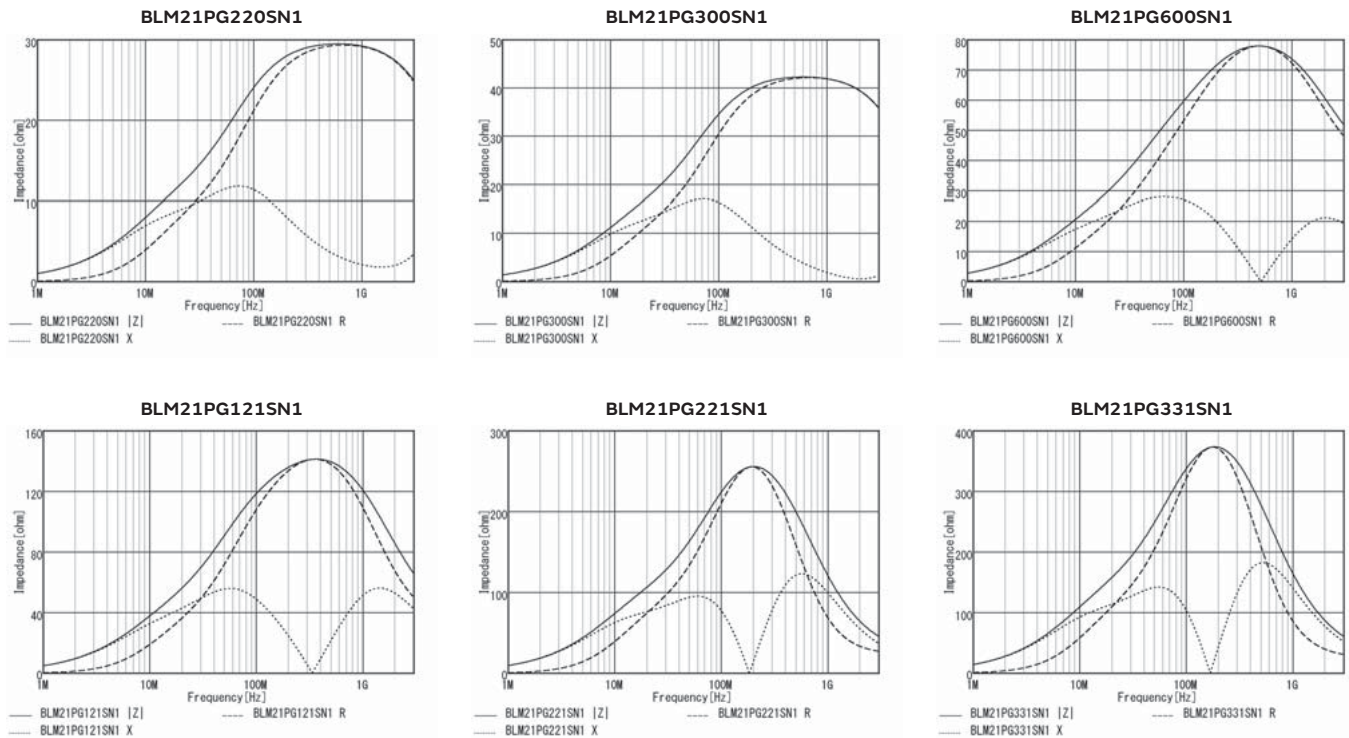 BLM21PG220SN1
30
20
10
0
Impedance[ohm]
1M 10M 100M 1G
Frequency[Hz]
BLM21PG220SN1 |Z| BLM21PG220SN1 R
BLM21PG220SN1 X
BLM21PG300SN1
50
40
30
20
10
0
Impedance[ohm]
1M 10M 100M 1G
Frequency[Hz]
BLM21PG300SN1 |Z| BLM21PG300SN1 R
BLM21PG300SN1 X
BLM21PG600SN1
80
70
60
50
40
30
20
10
0
Impedance[ohm]
1M 10M 100M 1G
Frequency[Hz]
BLM21PG600SN1 |Z| BLM21PG600SN1 R
BLM21PG600SN1 X
BLM21PG121SN1
160
120
80
40
0
Impedance[ohm]
1M 10M 100M 1G
Frequency[Hz]
BLM21PG121SN1 |Z| BLM21PG121SN1 R
BLM21PG121SN1 X
BLM21PG221SN1
300
200
100
0
Impedance[ohm]
1M 10M 100M 1G
Frequency[Hz]
BLM21PG221SN1 |Z| BLM21PG221SN1 R
BLM21PG221SN1 X
BLM21PG331SN1
400
300
200
100
0
Impedance[ohm]
1M 10M 100M 1G
Frequency[Hz]
BLM21PG331SN1 |Z| BLM21PG331SN1 R
BLM21PG331SN1 X